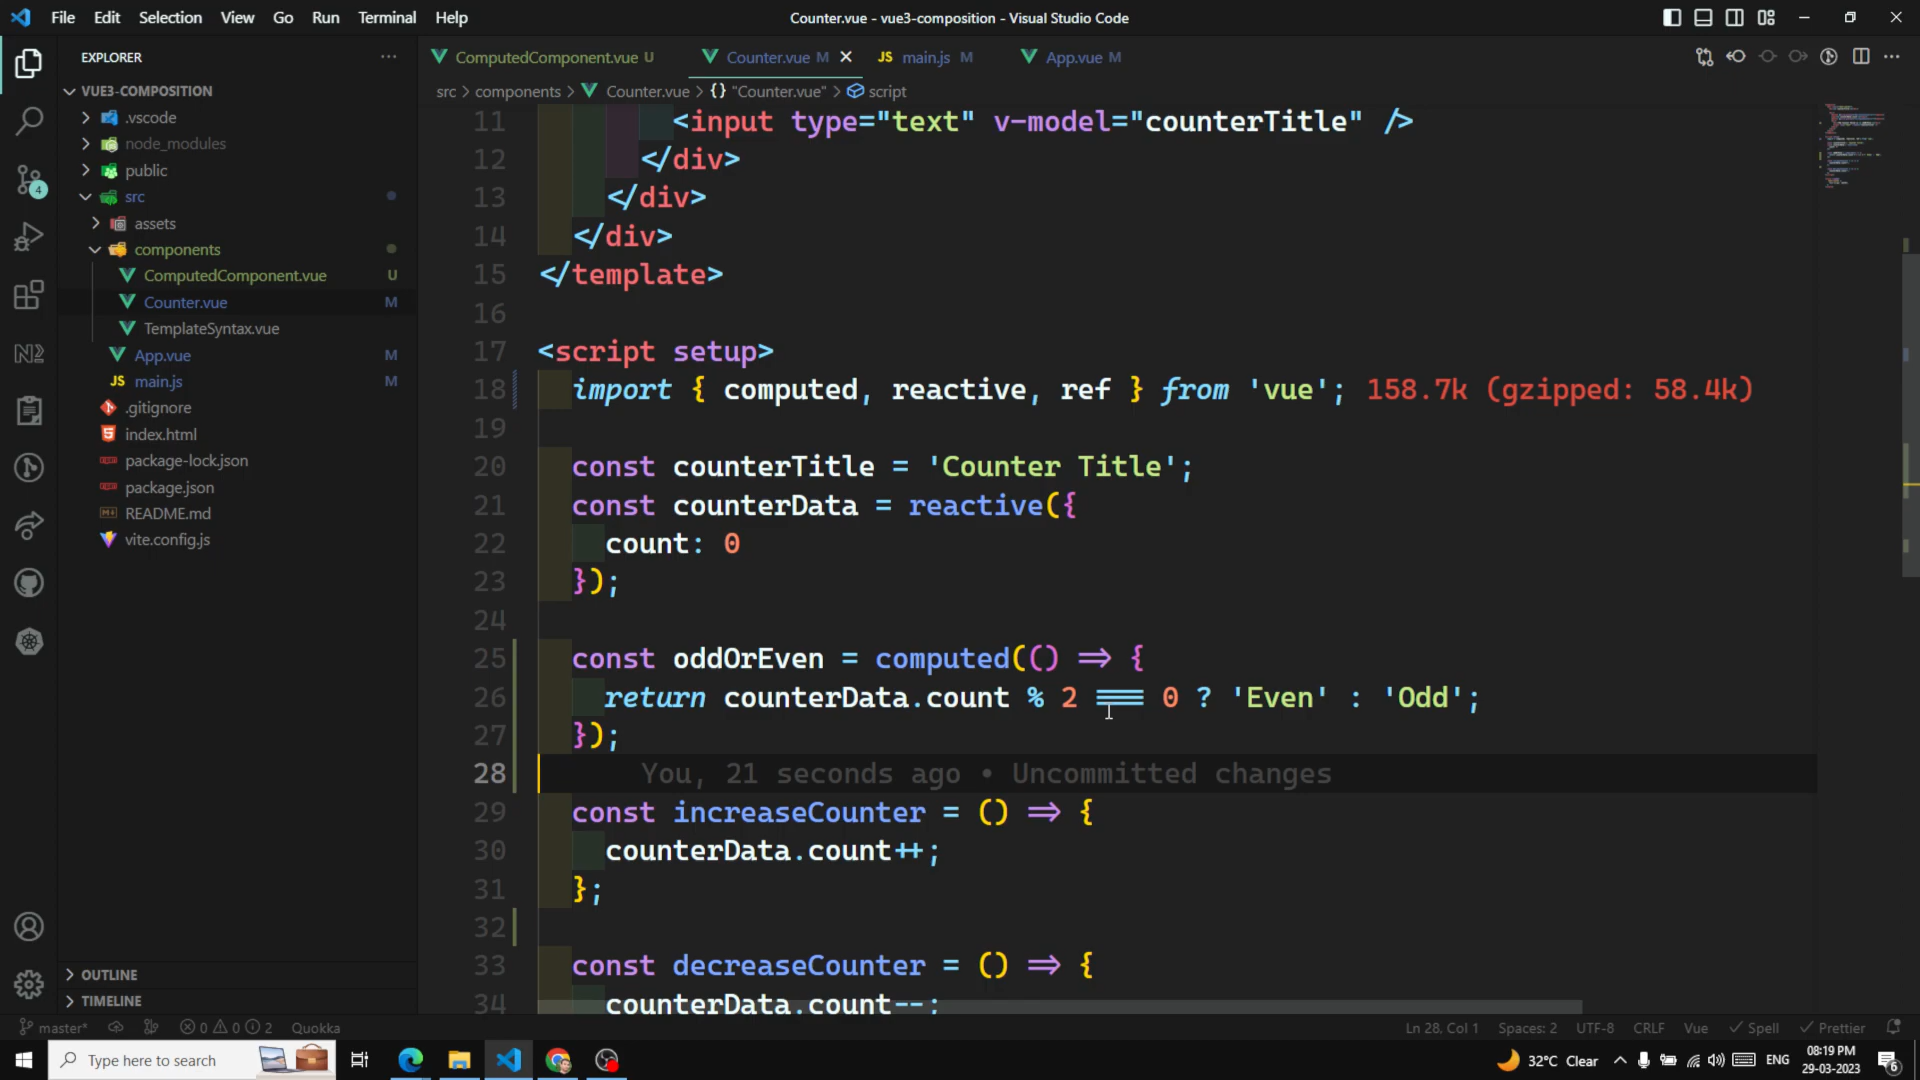 File Edit Selection View Go Run Terminal Help
Counter.vue - vue3-composition - Visual Studio Code
EXPLORER
ComputedComponent.vue U
Counter.vue M
JS main.js M
App.vue M
src > components > Counter.vue > {} "Counter.vue" > script
VUE3-COMPOSITION
.vscode
node_modules
public
src
assets
components
ComputedComponent.vue U
Counter.vue M
TemplateSyntax.vue
App.vue M
JS main.js M
.gitignore
index.html
package-lock.json
package.json
README.md
vite.config.js
OUTLINE
TIMELINE
4
11 <input type="text" v-model="counterTitle" />
12 </div>
13 </div>
14 </div>
15 </template>
16
17 <script setup>
18 import { computed, reactive, ref } from 'vue'; 158.7k (gzipped: 58.4k)
19
20 const counterTitle = 'Counter Title';
21 const counterData = reactive({
22 count: 0
23 });
24
25 const oddOrEven = computed(() => {
26 return counterData.count % 2 === 0 ? 'Even' : 'Odd';
27 });
28 You, 21 seconds ago • Uncommitted changes
29 const increaseCounter = () => {
30 counterData.count++;
31 };
32
33 const decreaseCounter = () => {
34 counterData.count--;
master* 0 0 2 Quokka
Ln 28, Col 1 Spaces: 2 UTF-8 CRLF Vue Spell Prettier
Type here to search
32°C Clear ENG
08:19 PM
29-03-2023
6